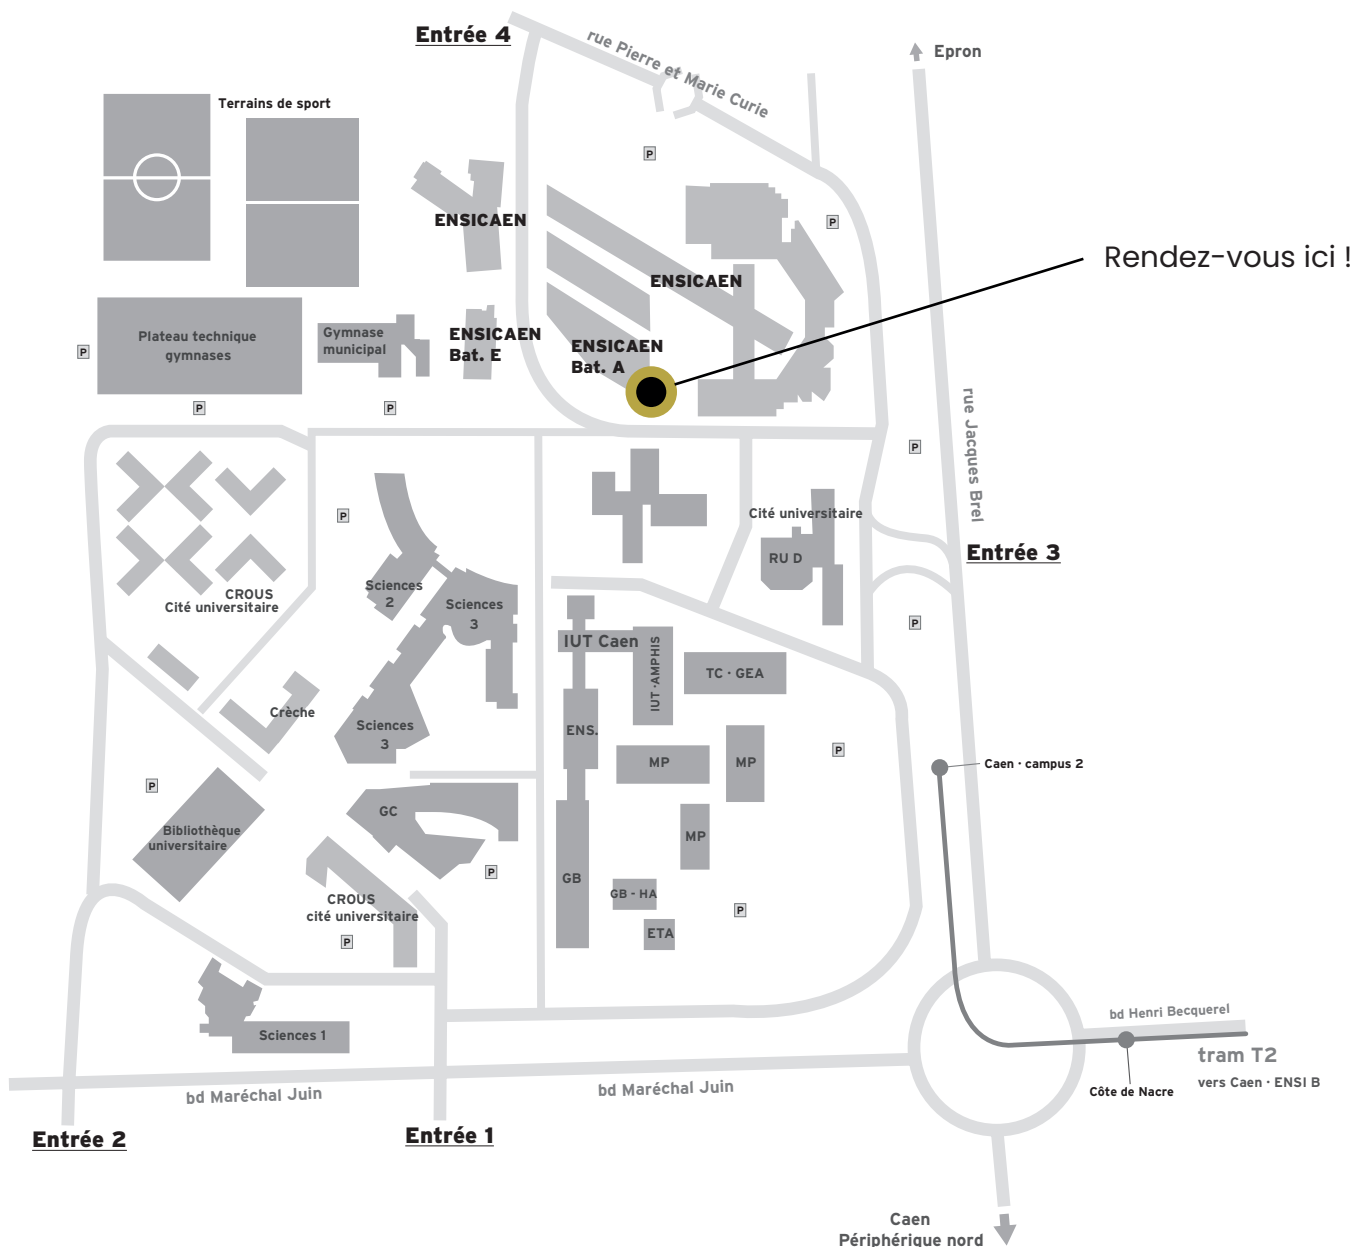 Entrée 4
rue Pierre et Marie Curie
Epron
Terrains de sport
P
P
ENSICAEN
Rendez-vous ici !
ENSICAEN
Plateau technique
gymnases
Gymnase
municipal
ENSICAEN
Bat. E
ENSICAEN
Bat. A
P
P
P
rue Jacques Brel
P
P
Cité universitaire
RU D
Entrée 3
CROUS
Cité universitaire
Sciences
2
Sciences
3
P
IUT Caen
IUT ·AMPHIS
TC · GEA
Crèche
Sciences
3
ENS.
MP
MP
P
Caen · campus 2
P
Bibliothèque
universitaire
GC
MP
P
GB
GB - HA
P
CROUS
cité universitaire
ETA
P
Sciences 1
bd Henri Becquerel
tram T2
vers Caen · ENSI B
Côte de Nacre
bd Maréchal Juin
bd Maréchal Juin
Entrée 2
Entrée 1
Caen
Périphérique nord